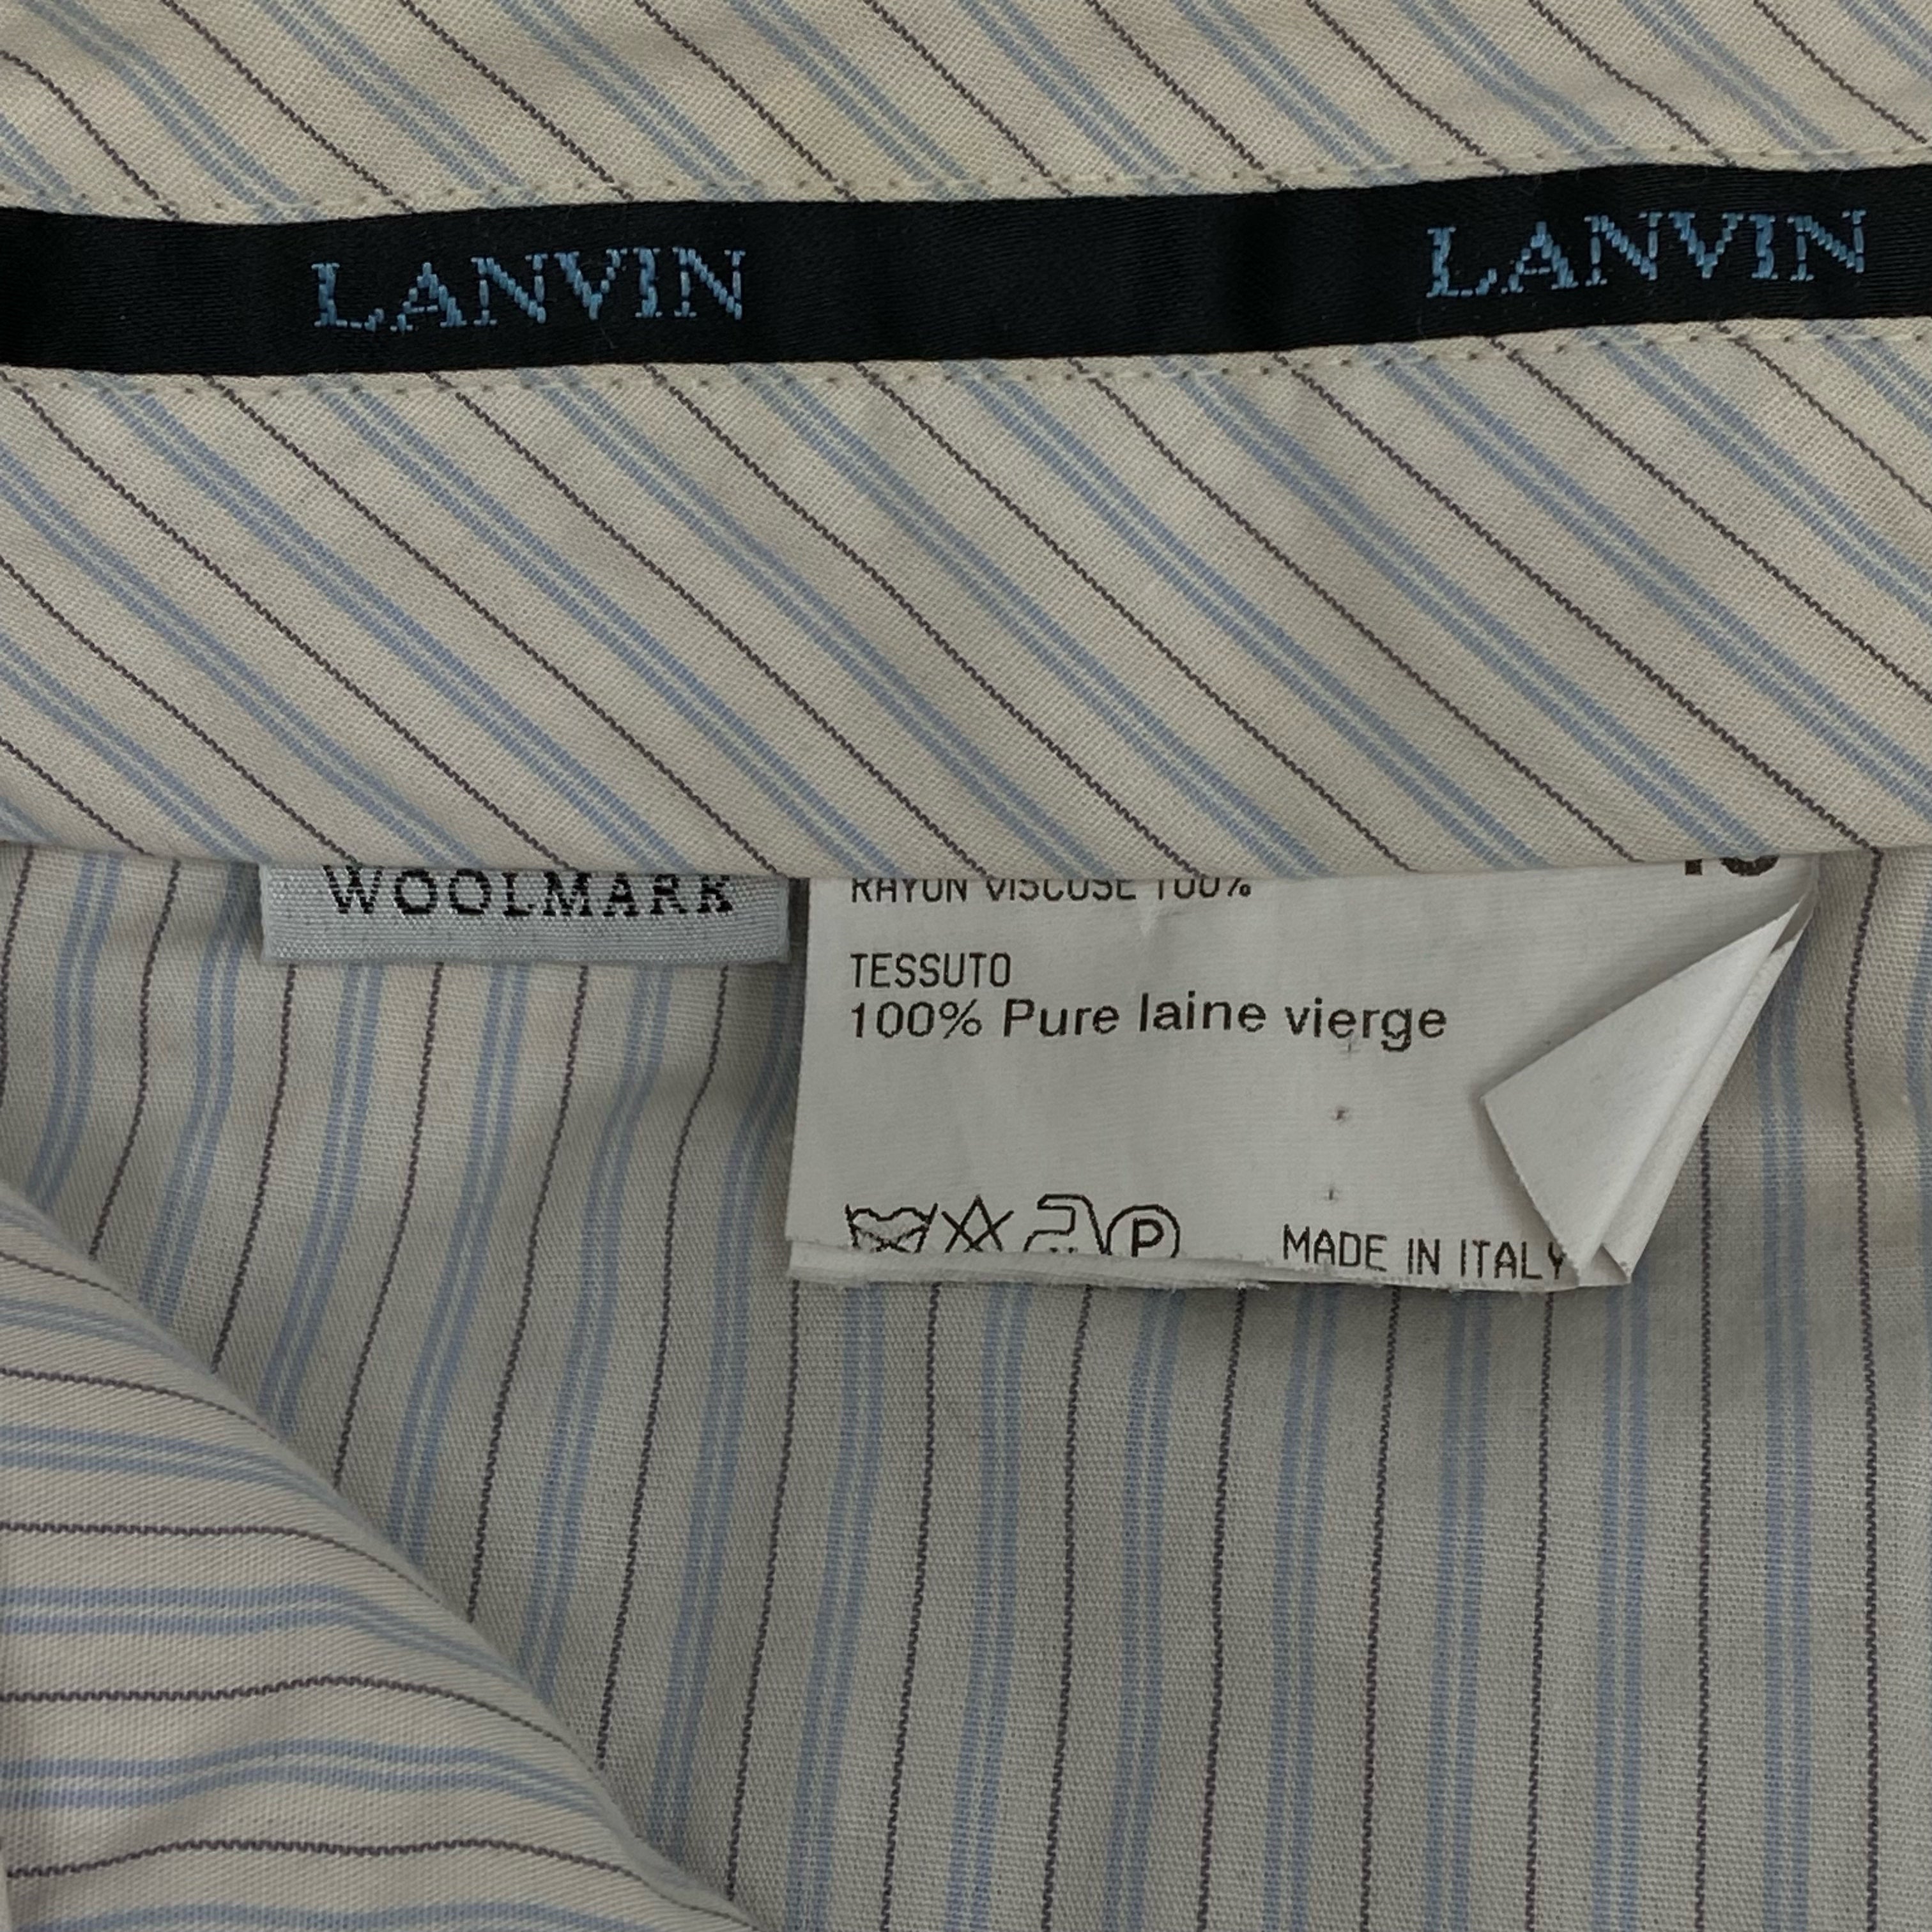 LANVIN LANVIN
WOOLMARK
RAYON VISCOSE 100%
TESSUTO
100% Pure laine vierge
P
MADE IN ITALY